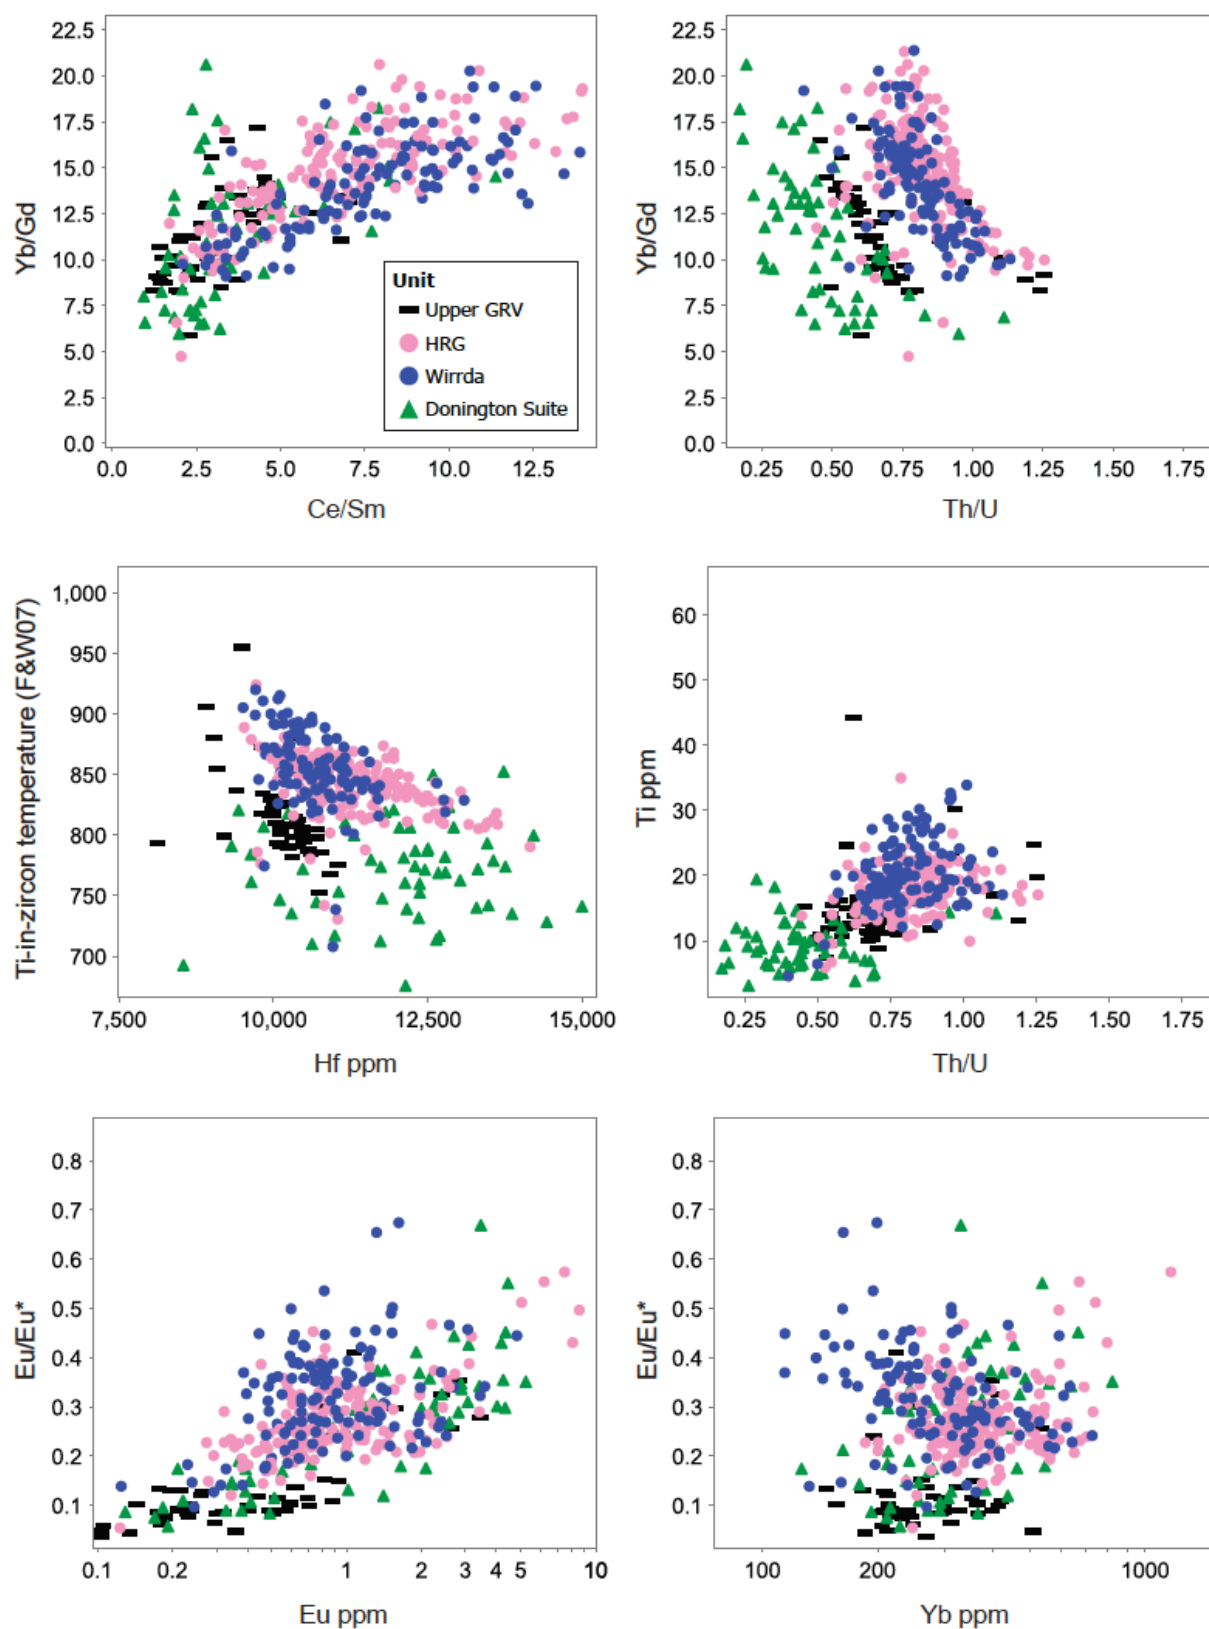 22.5
20.0
17.5
15.0
12.5
10.0
7.5
5.0
2.5
0.0
Yb/Gd
0.0 2.5 5.0 7.5 10.0 12.5
Ce/Sm
Unit
Upper GRV
HRG
Wirrda
Donington Suite
22.5
20.0
17.5
15.0
12.5
10.0
7.5
5.0
2.5
0.0
Yb/Gd
0.25 0.50 0.75 1.00 1.25 1.50 1.75
Th/U
1,000
950
900
850
800
750
700
Ti-in-zircon temperature (F&W07)
7,500 10,000 12,500 15,000
Hf ppm
60
50
40
30
20
10
Ti ppm
0.25 0.50 0.75 1.00 1.25 1.50 1.75
Th/U
0.8
0.7
0.6
0.5
0.4
0.3
0.2
0.1
Eu/Eu*
0.1 0.2 1 2 3 4 5 10
Eu ppm
0.8
0.7
0.6
0.5
0.4
0.3
0.2
0.1
Eu/Eu*
100 200 1000
Yb ppm